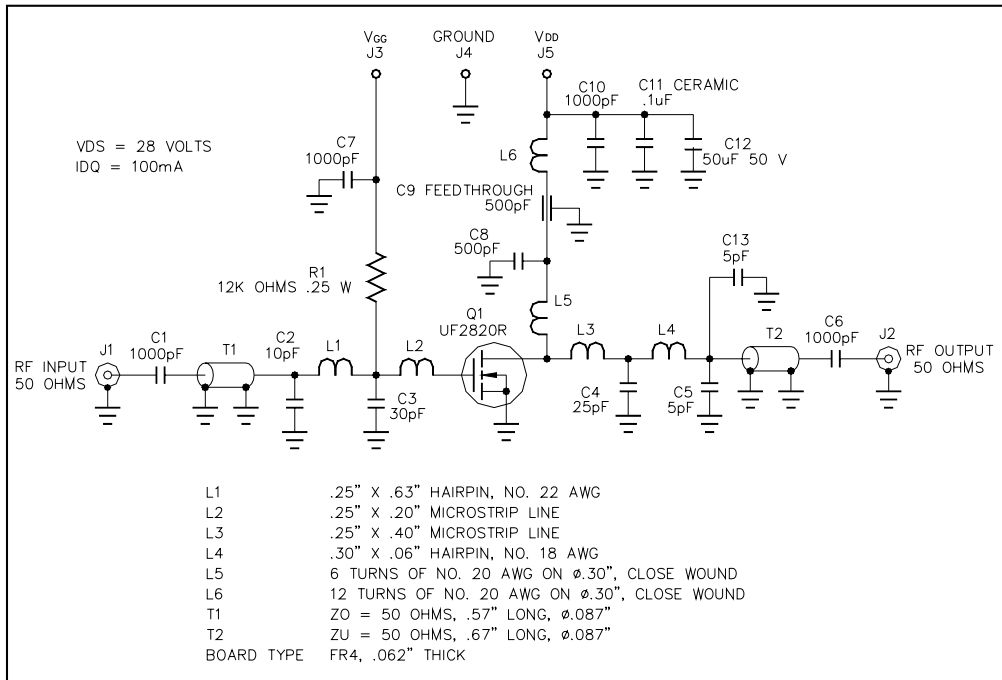 VGG
J3
GROUND
J4
VDD
J5
C10
1000pF
C11 CERAMIC
.1uF
C12
50uF 50 V
VDS = 28 VOLTS
IDQ = 100mA
C7
1000pF
L6
C9 FEEDTHROUGH
500pF
C8
500pF
C13
5pF
R1
12K OHMS .25 W
L5
Q1
UF2820R
RF INPUT
50 OHMS
J1
C1
1000pF
T1
C2
10pF
L1
L2
C3
30pF
L3
L4
C4
25pF
C5
5pF
T2
C6
1000pF
J2
RF OUTPUT
50 OHMS
L1 .25" X .63" HAIRPIN, NO. 22 AWG
L2 .25" X .20" MICROSTRIP LINE
L3 .25" X .40" MICROSTRIP LINE
L4 .30" X .06" HAIRPIN, NO. 18 AWG
L5 6 TURNS OF NO. 20 AWG ON ø.30", CLOSE WOUND
L6 12 TURNS OF NO. 20 AWG ON ø.30", CLOSE WOUND
T1 ZO = 50 OHMS, .57" LONG, ø.087"
T2 ZU = 50 OHMS, .67" LONG, ø.087"
BOARD TYPE FR4, .062" THICK